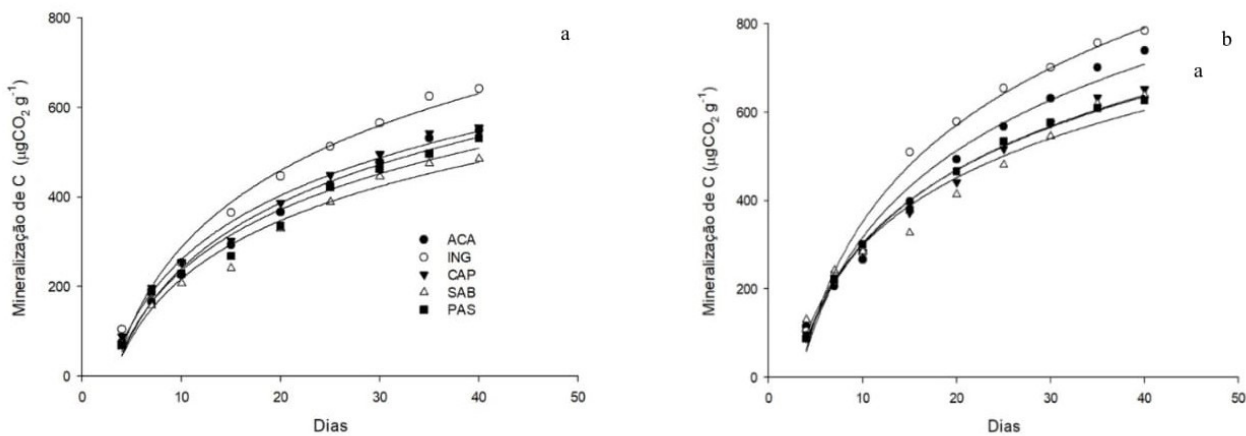 800
600
400
200
0
Mineralização de C (µgCO₂ g⁻¹)
a
ACA
ING
CAP
SAB
PAS
0 10 20 30 40 50
Dias
800
600
400
200
0
Mineralização de C (µgCO₂ g⁻¹)
b
a
0 10 20 30 40 50
Dias